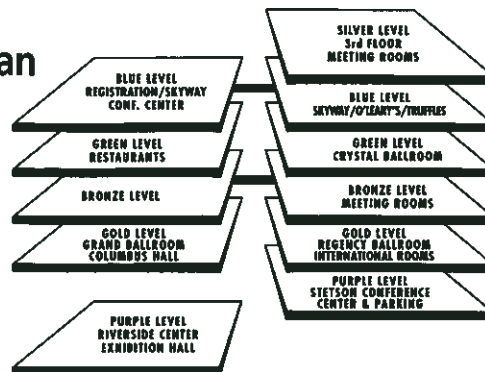 an
BLUE LEVEL
REGISTRATION/SKYWAY
CONF. CENTER
GREEN LEVEL
RESTAURANTS
BRONZE LEVEL
GOLD LEVEL
GRAND BALLROOM
COLUMBUS HALL
PURPLE LEVEL
RIVERSIDE CENTER
EXHIBITION HALL
SILVER LEVEL
3rd FLOOR
MEETING ROOMS
BLUE LEVEL
SKYWAY/O'LEARY'S/TRUFFLES
GREEN LEVEL
CRYSTAL BALLROOM
BRONZE LEVEL
MEETING ROOMS
GOLD LEVEL
REGENCY BALLROOM
INTERNATIONAL ROOMS
PURPLE LEVEL
STETSON CONFERENCE
CENTER & PARKING